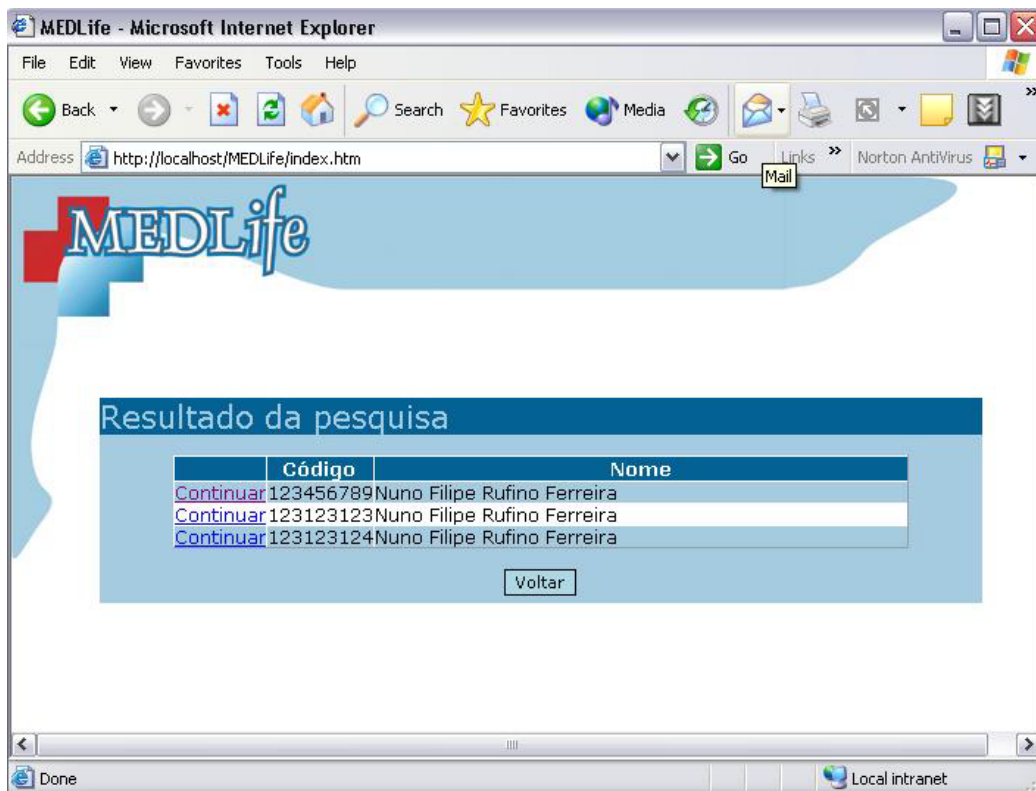 MEDLife - Microsoft Internet Explorer
File Edit View Favorites Tools Help
Back Search Favorites Media »
Address http://localhost/MEDLife/index.htm Go Links » Norton AntiVirus
Mail
MEDLife
Resultado da pesquisa
Código Nome
Continuar 123456789 Nuno Filipe Rufino Ferreira
Continuar 123123123 Nuno Filipe Rufino Ferreira
Continuar 123123124 Nuno Filipe Rufino Ferreira
Voltar
Done Local intranet